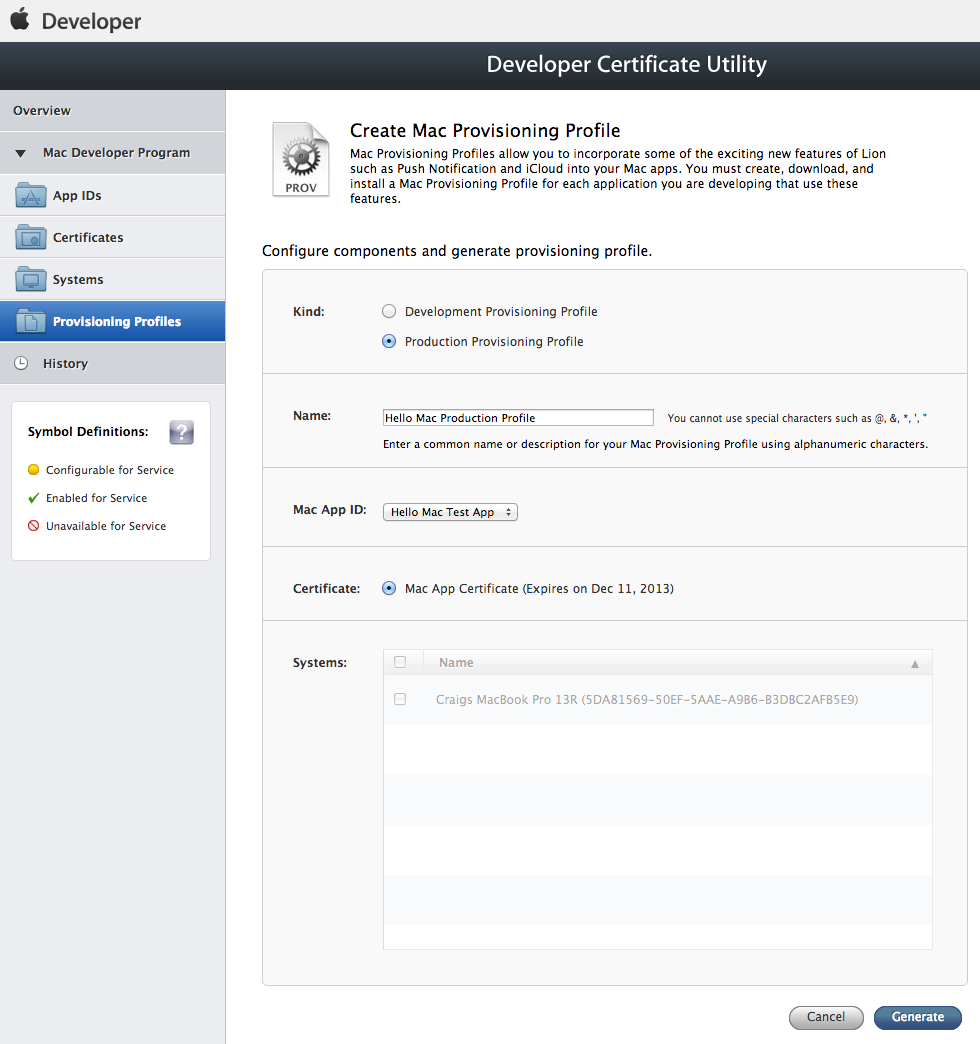 Developer
Developer Certificate Utility
Overview
Mac Developer Program
App IDs
Certificates
Systems
Provisioning Profiles
History
Symbol Definitions:
?
Configurable for Service
Enabled for Service
Unavailable for Service
PROV
Create Mac Provisioning Profile
Mac Provisioning Profiles allow you to incorporate some of the exciting new features of Lion
such as Push Notification and iCloud into your Mac apps. You must create, download, and
install a Mac Provisioning Profile for each application you are developing that use these
features.
Configure components and generate provisioning profile.
Kind:
Development Provisioning Profile
Production Provisioning Profile
Name:
Hello Mac Production Profile
You cannot use special characters such as @, &, *, ', "
Enter a common name or description for your Mac Provisioning Profile using alphanumeric characters.
Mac App ID:
Hello Mac Test App
Certificate:
Mac App Certificate (Expires on Dec 11, 2013)
Systems:
Name
Craigs MacBook Pro 13R (5DA81569-50EF-5AAE-A9B6-B3DBC2AFB5E9)
Cancel
Generate